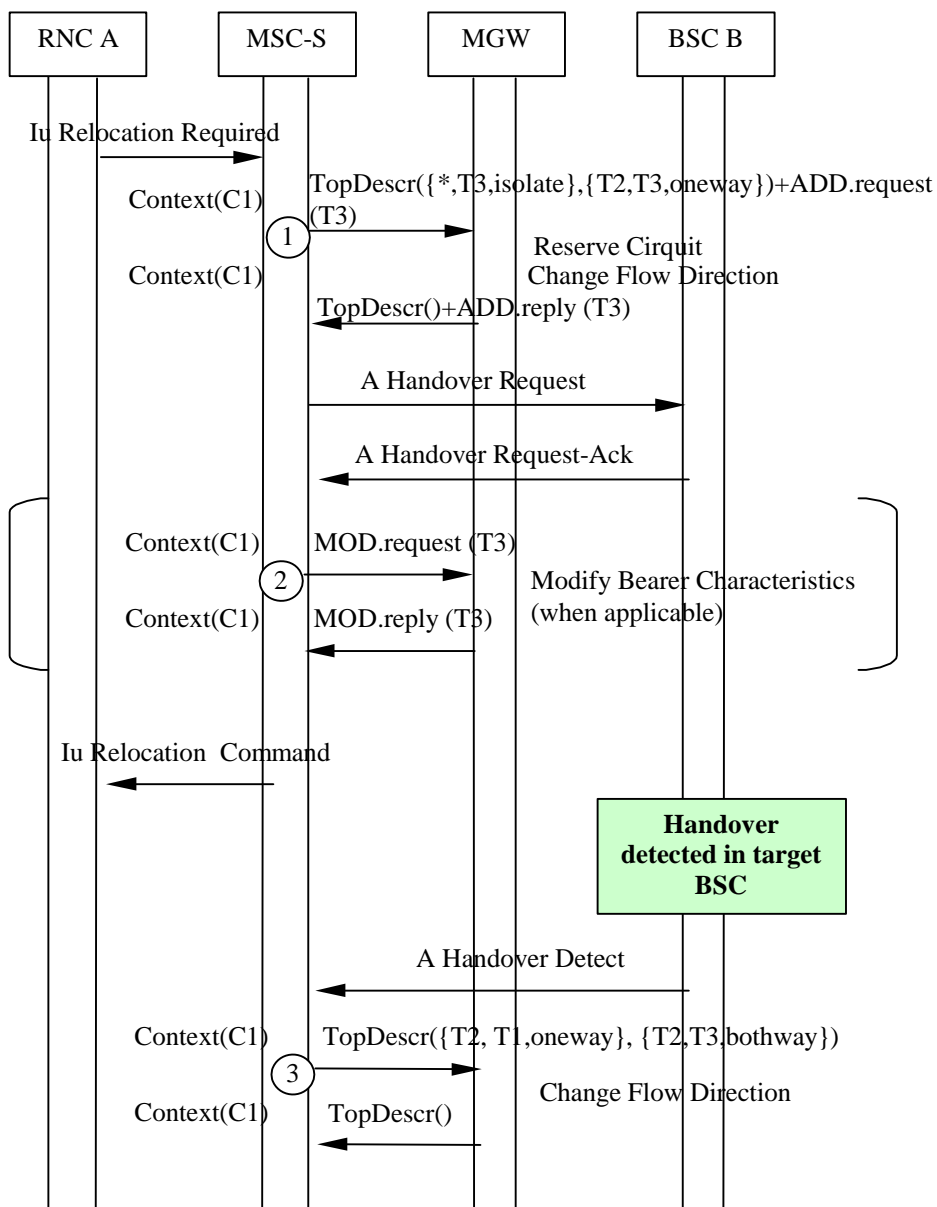 RNC A
MSC-S
MGW
BSC B
Iu Relocation Required
Context(C1)
TopDescr({*,T3,isolate},{T2,T3,oneway})+ADD.request
(T3)
1
Reserve Cirquit
Context(C1)
Change Flow Direction
TopDescr()+ADD.reply (T3)
A Handover Request
A Handover Request-Ack
Context(C1)
MOD.request (T3)
2
Modify Bearer Characteristics
(when applicable)
Context(C1)
MOD.reply (T3)
Iu Relocation  Command
Handover
detected in target
BSC
A Handover Detect
Context(C1)
TopDescr({T2, T1,oneway}, {T2,T3,bothway})
3
Change Flow Direction
Context(C1)
TopDescr()